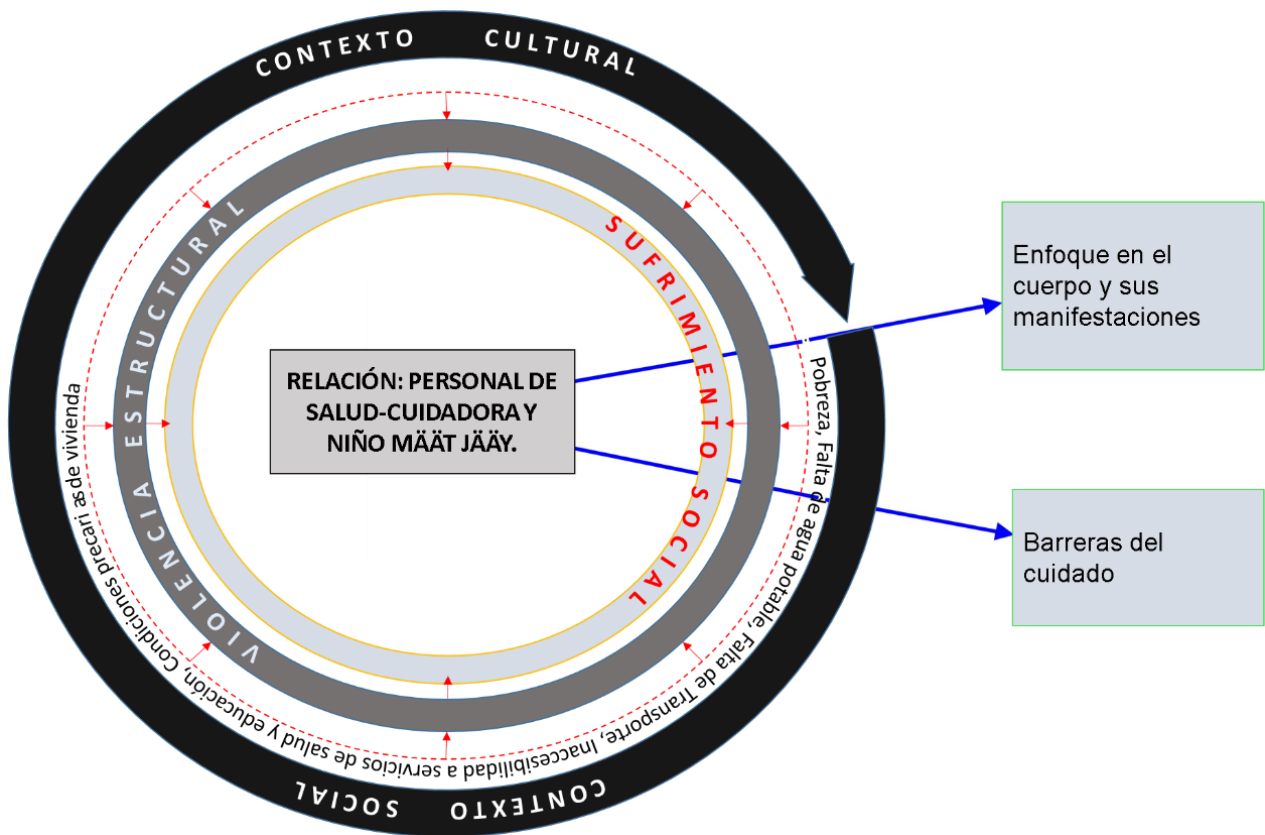 CONTEXTO CULTURAL
VIOLENCIA ESTRUCTURAL
SUFRIMIENTO SOCIAL
RELACIÓN: PERSONAL DE
SALUD-CUIDADORA Y
NIÑO MÄÄT JÄÄY.
Pobreza, Falta de agua potable, Falta de Transporte, Inaccesibilidad a servicios de salud y educación, Condiciones precari asde vivienda
CONTEXTO SOCIAL
Enfoque en el
cuerpo y sus
manifestaciones
Barreras del
cuidado